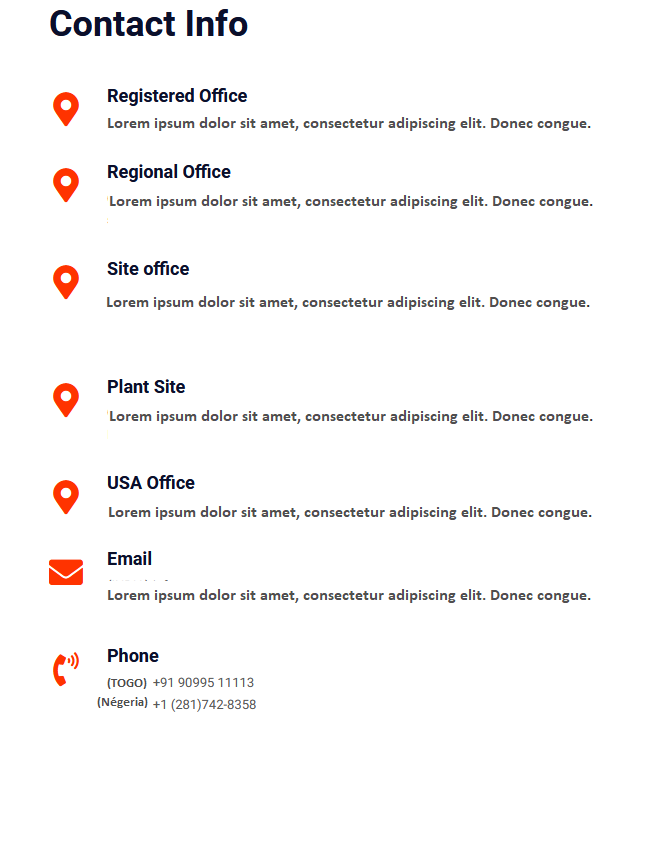 Contact Info
Registered Office
Lorem ipsum dolor sit amet, consectetur adipiscing elit. Donec congue.
Regional Office
Lorem ipsum dolor sit amet, consectetur adipiscing elit. Donec congue.
Site office
Lorem ipsum dolor sit amet, consectetur adipiscing elit. Donec congue.
Plant Site
Lorem ipsum dolor sit amet, consectetur adipiscing elit. Donec congue.
USA Office
Lorem ipsum dolor sit amet, consectetur adipiscing elit. Donec congue.
Email
Lorem ipsum dolor sit amet, consectetur adipiscing elit. Donec congue.
Phone
(TOGO) +91 90995 11113
(Négeria) +1 (281)742-8358